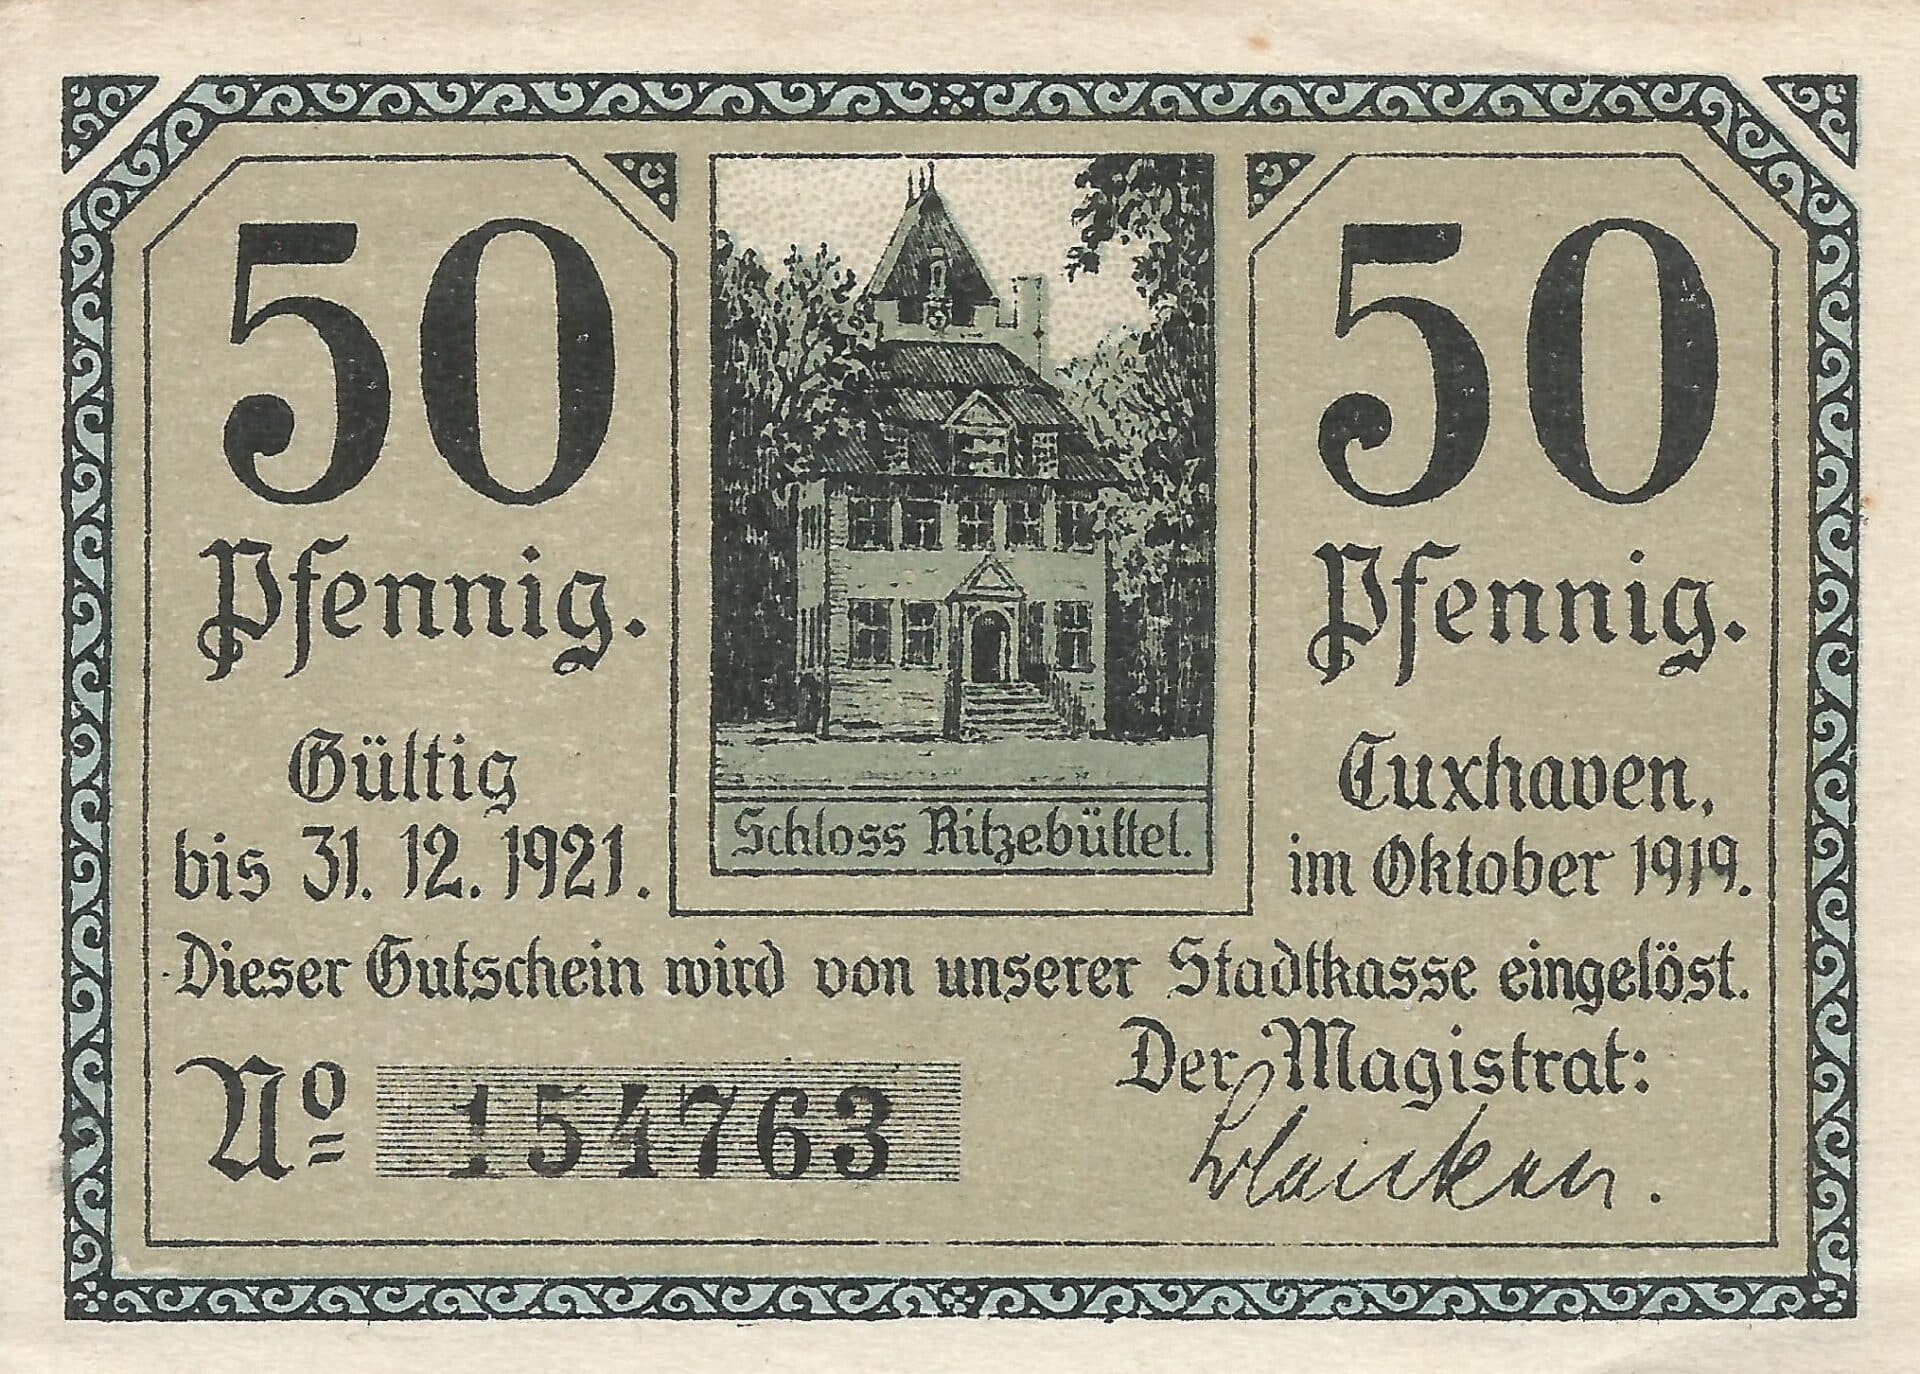 50
Pfennig.
Gültig
bis 31. 12. 1921.
Schloss Ritzebüttel.
50
Pfennig.
Cuxhaven,
im Oktober 1919.
Dieser Gutschein wird von unserer Stadtkasse eingelöst.
Der Magistrat:
No 154763